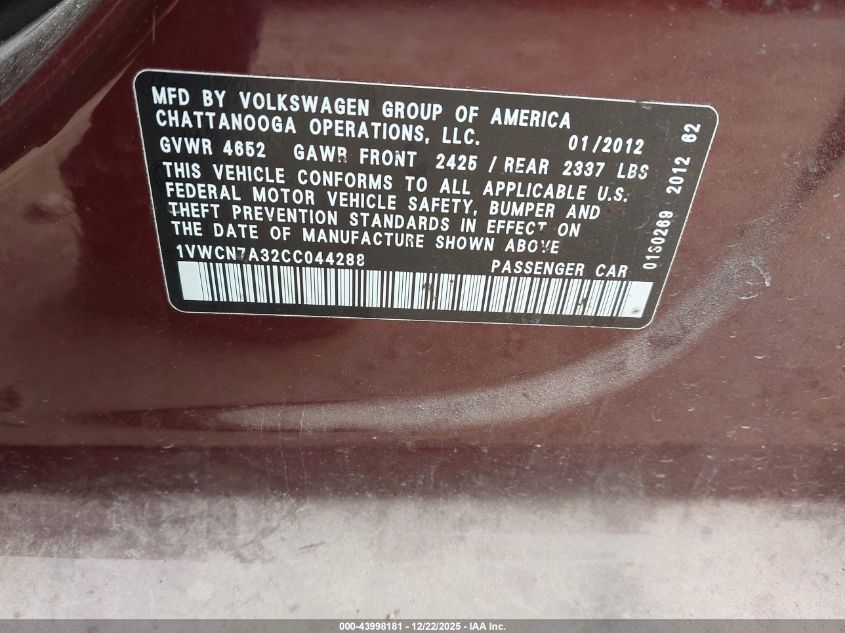 MFD BY VOLKSWAGEN GROUP OF AMERICA
CHATTANOOGA OPERATIONS, LLC. 01/2012
GVWR 4652 GAWR FRONT 2425 / REAR 2337 LBS
THIS VEHICLE CONFORMS TO ALL APPLICABLE U.S.
FEDERAL MOTOR VEHICLE SAFETY, BUMPER AND
THEFT PREVENTION STANDARDS IN EFFECT ON
THE DATE OF MANUFACTURE SHOWN ABOVE
1VWCN7A32CC044288 PASSENGER CAR
2012 62
000-43998181 - 12/22/2025 - IAA Inc.